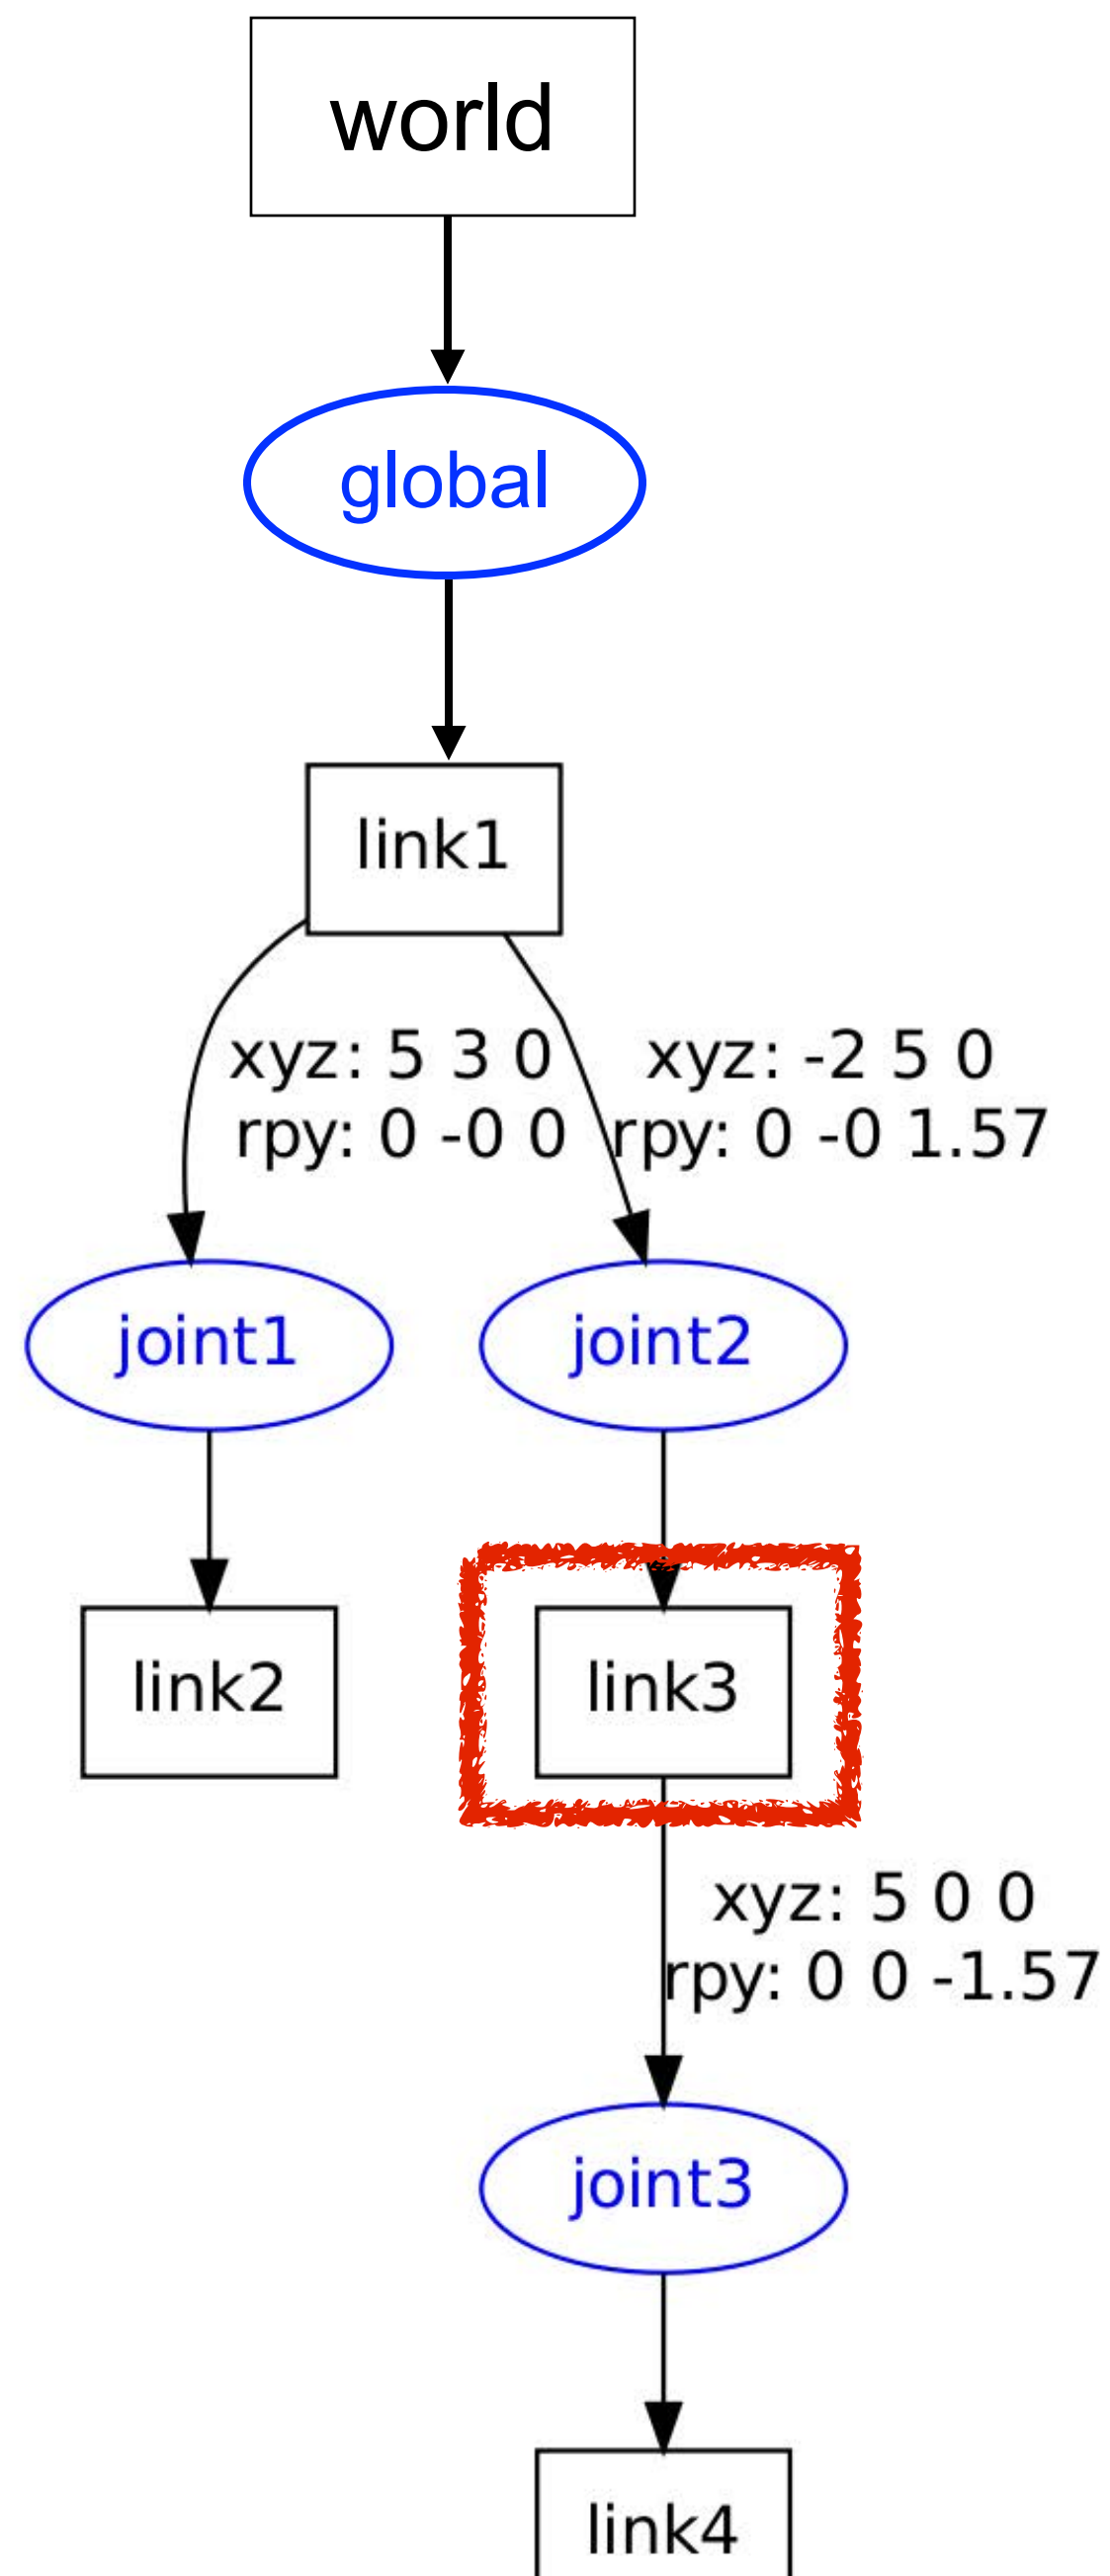 world
global
link1
xyz: 5 3 0
rpy: 0 -0 0
xyz: -2 5 0
rpy: 0 -0 1.57
joint1
joint2
link2
link3
xyz: 5 0 0
rpy: 0 0 -1.57
joint3
link4